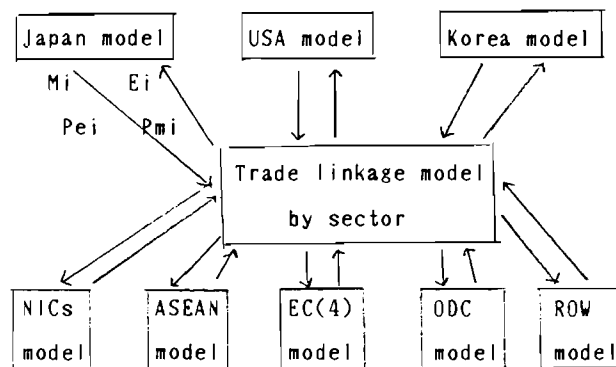 Japan model USA model Korea model
Mi Ei
Pei Pmi
Trade linkage model
by sector
NICs ASEAN EC(4) ODC ROW
model model model model model